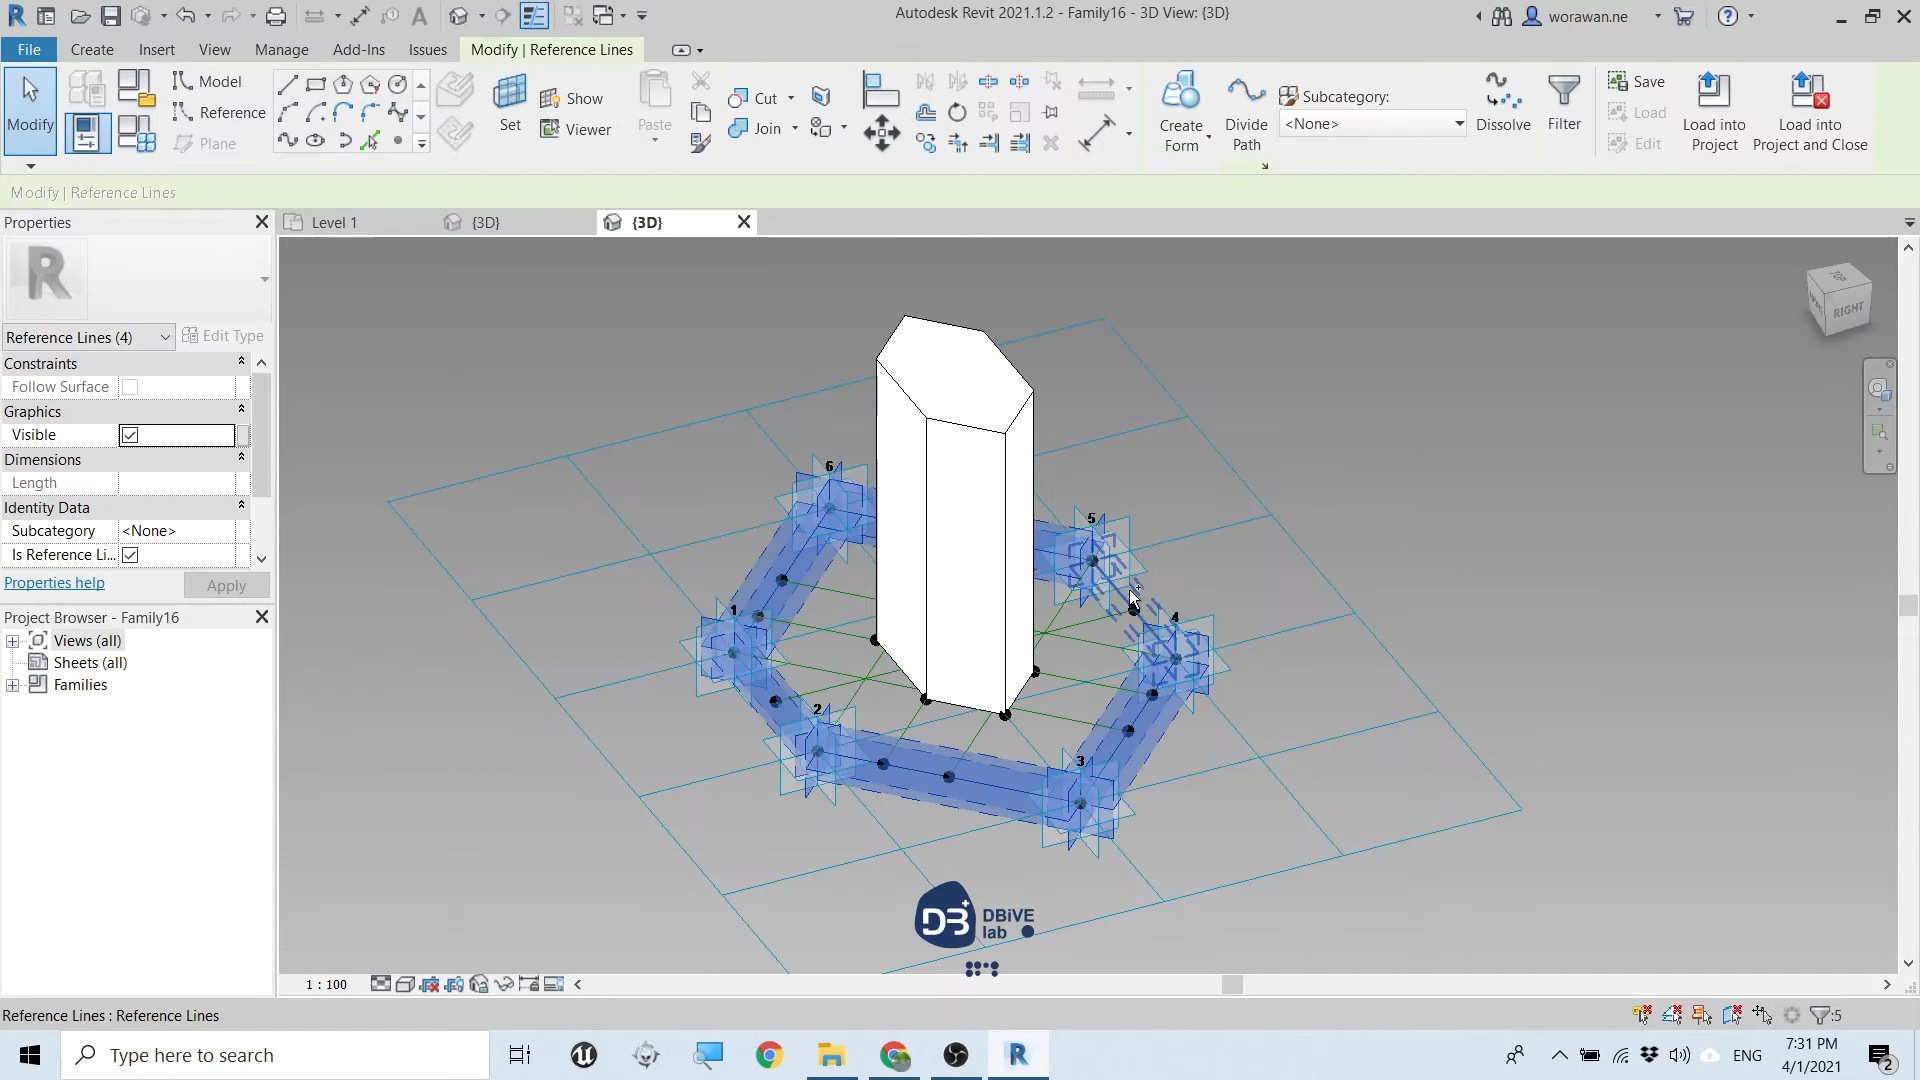 Autodesk Revit 2021.1.2 - Family16 - 3D View: {3D}
worawan.ne
File
Create
Insert
View
Manage
Add-Ins
Issues
Modify | Reference Lines
Modify
Model
Reference
Plane
Set
Show
Viewer
Paste
Cut
Join
Create
Form
Divide
Path
Subcategory:
<None>
Dissolve
Filter
Save
Load
Edit
Load into
Project
Load into
Project and Close
Modify | Reference Lines
Properties
Level 1
{3D}
{3D}
R
Reference Lines (4)
Edit Type
Constraints
Follow Surface
Graphics
Visible
Dimensions
Length
Identity Data
Subcategory
<None>
Is Reference Li...
Properties help
Apply
Project Browser - Family16
Views (all)
Sheets (all)
Families
TOP
RIGHT
6
5
1
4
2
3
DB+
DBiVE
lab
1 : 100
Reference Lines : Reference Lines
:5
Type here to search
ENG
7:31 PM
4/1/2021
2